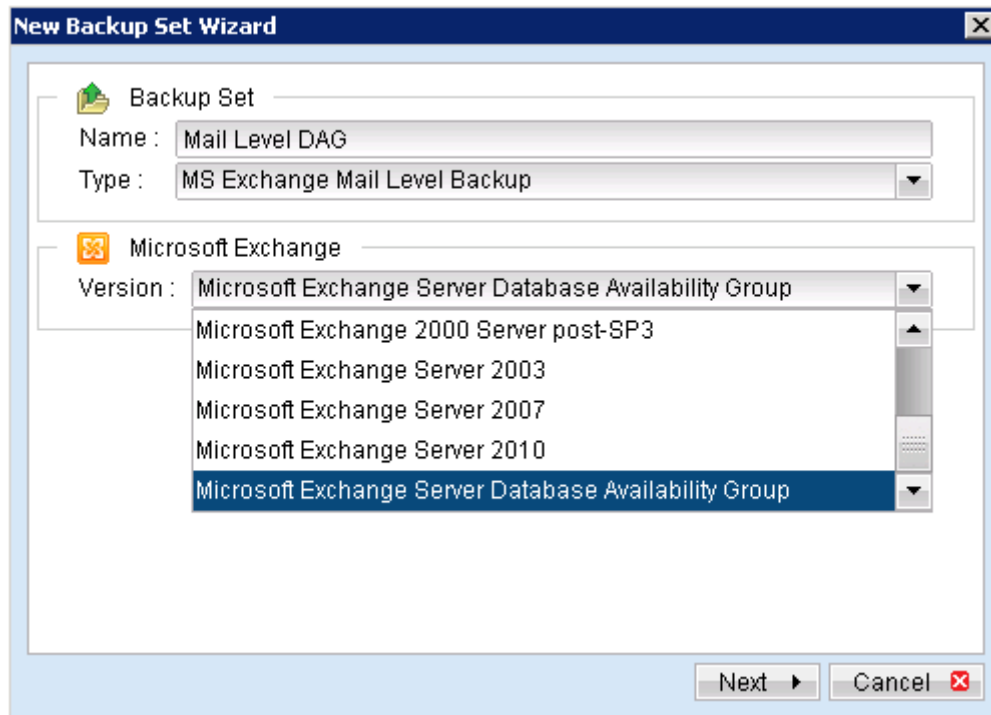 New Backup Set Wizard
Backup Set
Name : Mail Level DAG
Type : MS Exchange Mail Level Backup
Microsoft Exchange
Version : Microsoft Exchange Server Database Availability Group
Microsoft Exchange 2000 Server post-SP3
Microsoft Exchange Server 2003
Microsoft Exchange Server 2007
Microsoft Exchange Server 2010
Microsoft Exchange Server Database Availability Group
Next Cancel